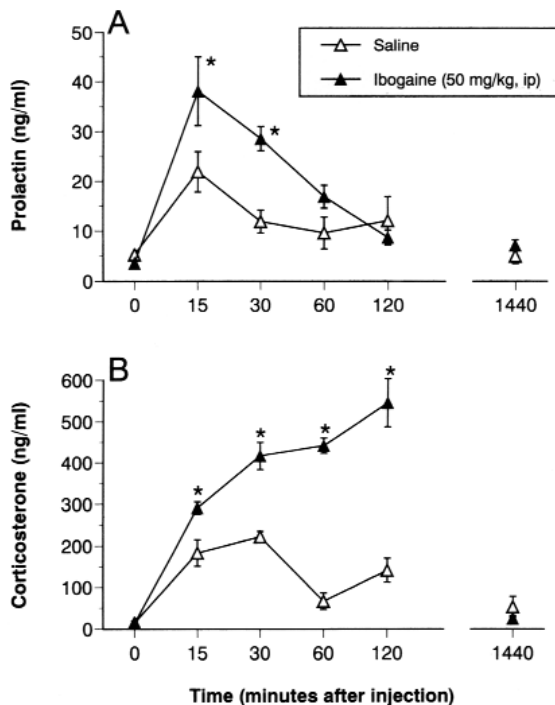 A
Saline
Ibogaine (50 mg/kg, ip)
Prolactin (ng/ml)
50
40
30
20
10
0
*
*
0 15 30 60 120 1440
B
Corticosterone (ng/ml)
600
500
400
300
200
100
0
*
*
*
*
0 15 30 60 120 1440
Time (minutes after injection)